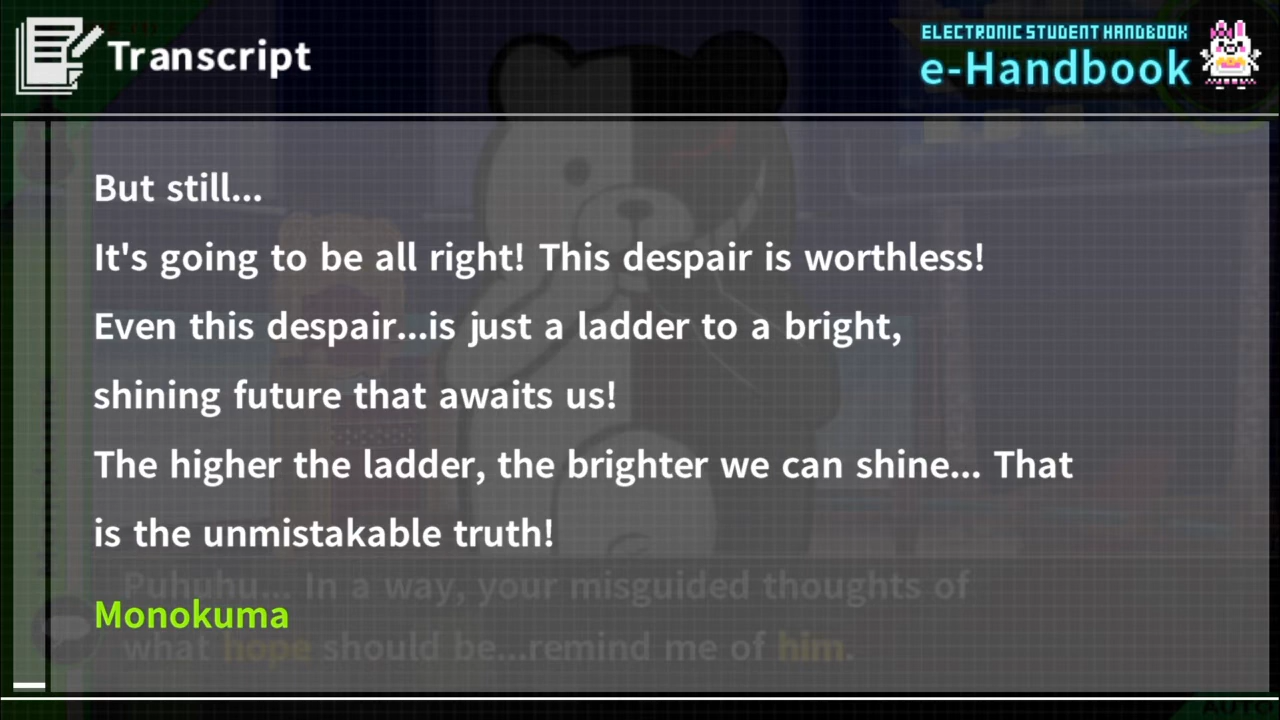 Transcript
ELECTRONIC STUDENT HANDBOOK
e-Handbook
But still...
It's going to be all right! This despair is worthless!
Even this despair...is just a ladder to a bright,
shining future that awaits us!
The higher the ladder, the brighter we can shine... That
is the unmistakable truth!
Puhuhu... In a way, your misguided thoughts of
Monokuma
what hope should be...remind me of him.
AUTO